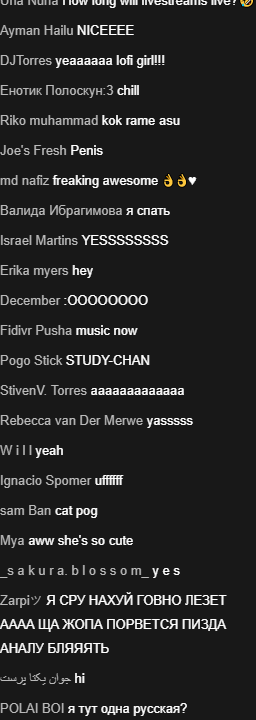 Una Nuna How long will livestreams live? 🤣
Ayman Hailu NICEEEE
DJTorres yeaaaaaa lofi girl!!!
Енотик Полоскун:3 chill
Riko muhammad kok rame asu
Joe's Fresh Penis
md nafiz freaking awesome 👌👌♥
Валида Ибрагимова я спать
Israel Martins YESSSSSSSS
Erika myers hey
December :OOOOOOOO
Fidivr Pusha music now
Pogo Stick STUDY-CHAN
StivenV. Torres aaaaaaaaaaaaa
Rebecca van Der Merwe yasssss
W i l l yeah
Ignacio Spomer uffffff
sam Ban cat pog
Mya aww she's so cute
_s a k u r a. b l o s s o m_ y e s
Zarpiツ Я СРУ НАХУЙ ГОВНО ЛЕЗЕТ
АААА ЩА ЖОПА ПОРВЕТСЯ ПИЗДА
АНАЛУ БЛЯЯЯТЬ
جوان یکتا پرست hi
POLAI BOI я тут одна русская?